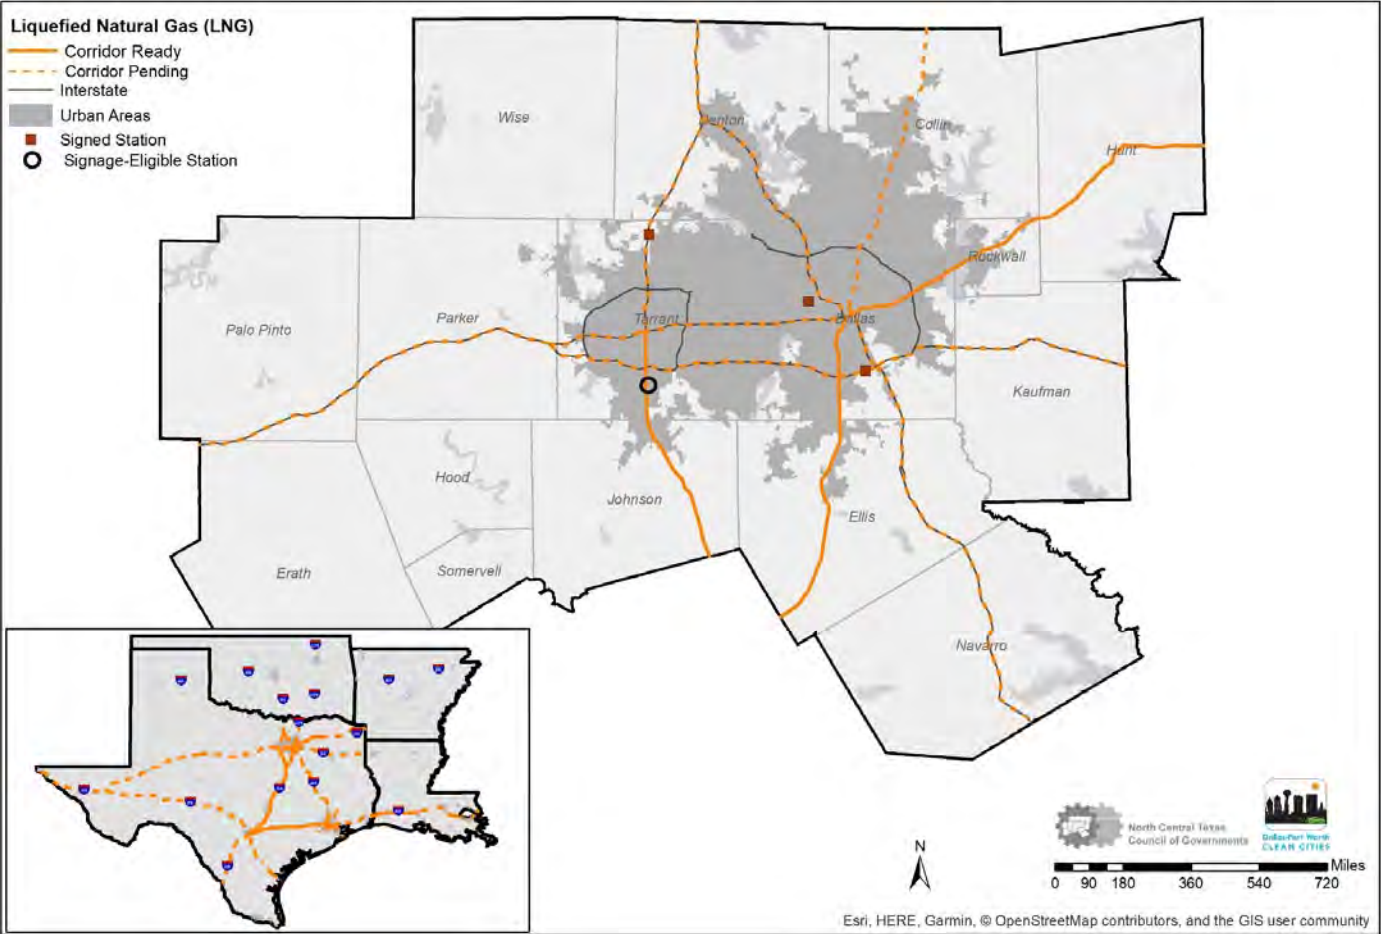 Liquefied Natural Gas (LNG)
Corridor Ready
Corridor Pending
Interstate
Urban Areas
Signed Station
Signage-Eligible Station
Wise
Denton
Collin
Hunt
Rockwall
Palo Pinto
Parker
Tarrant
Dallas
Kaufman
Hood
Johnson
Ellis
Erath
Somervell
Navarro
North Central Texas
Council of Governments
Dallas-Fort Worth
CLEAN CITIES
N
Miles
0 90 180 360 540 720
Esri, HERE, Garmin, © OpenStreetMap contributors, and the GIS user community